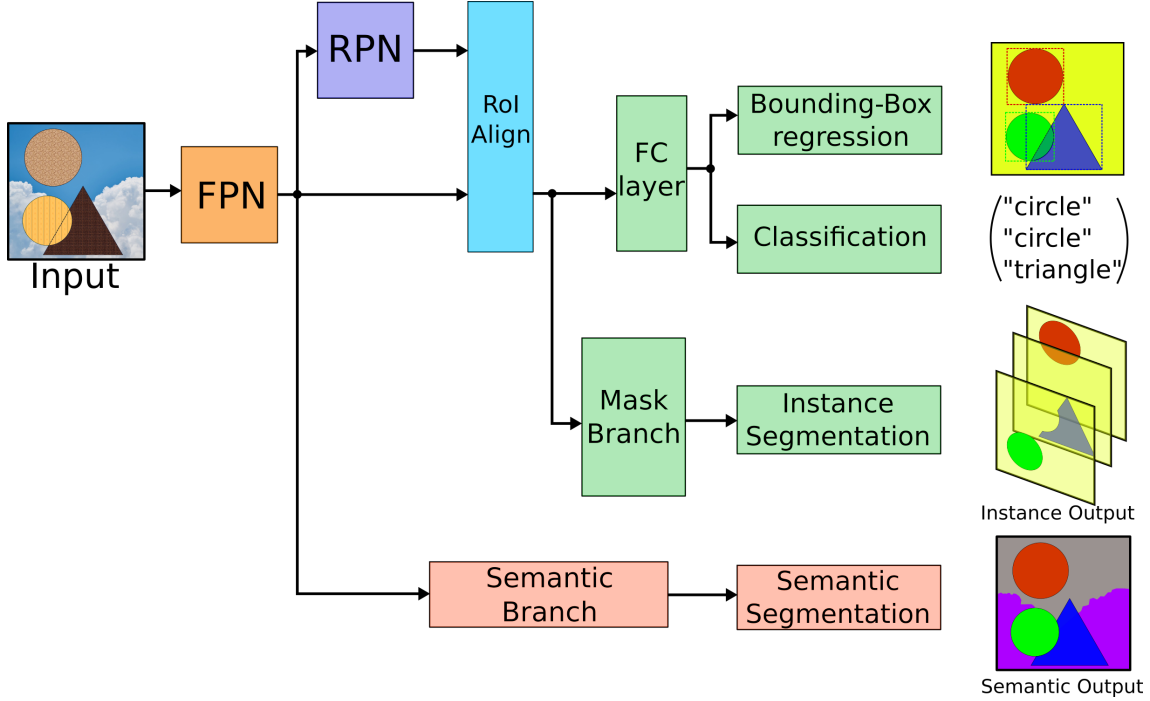 RPN
RoI
Align
Bounding-Box
regression
FC
layer
FPN
Input
Classification
"circle"
"circle"
"triangle"
Mask
Branch
Instance
Segmentation
Instance Output
Semantic
Branch
Semantic
Segmentation
Semantic Output